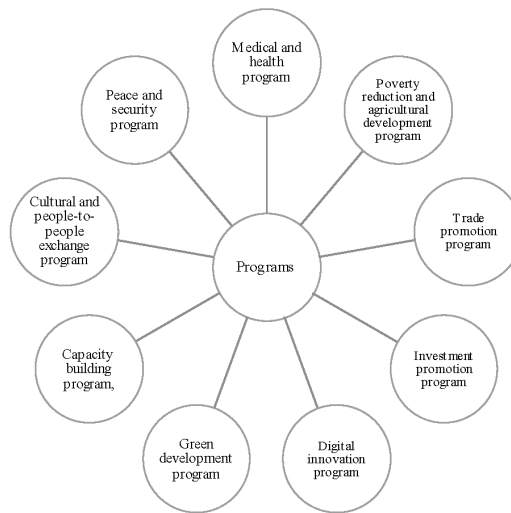 Medical and
health
program
Poverty
reduction and
agricultural
development
program
Trade
promotion
program
Investment
promotion
program
Digital
innovation
program
Green
development
program
Capacity
building
program,
Cultural and
people-to-
people
exchange
program
Peace and
security
program
Programs